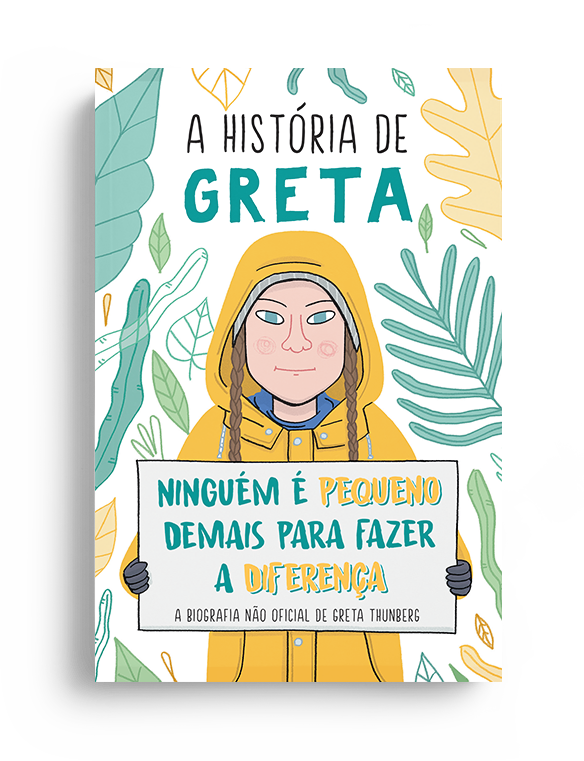 A HISTÓRIA DE
GRETA
NINGUÉM É PEQUENO
DEMAIS PARA FAZER
A DIFERENÇA
A BIOGRAFIA NÃO OFICIAL DE GRETA THUNBERG